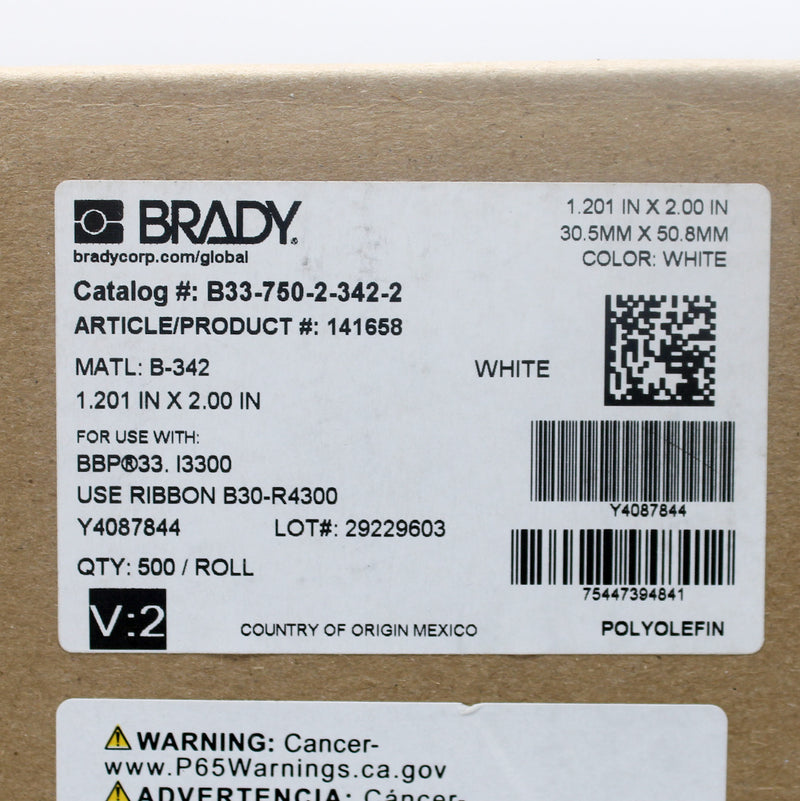 BRADY.
bradycorp.com/global
1.201 IN X 2.00 IN
30.5MM X 50.8MM
COLOR: WHITE
Catalog #: B33-750-2-342-2
ARTICLE/PRODUCT #: 141658
MATL: B-342
WHITE
1.201 IN X 2.00 IN
FOR USE WITH:
BBP®33. I3300
USE RIBBON B30-R4300
Y4087844 LOT#: 29229603
QTY: 500 / ROLL
Y4087844
75447394841
V:2
COUNTRY OF ORIGIN MEXICO
POLYOLEFIN
WARNING: Cancer-
www.P65Warnings.ca.gov
ADVERTENCIA: Cáncer-